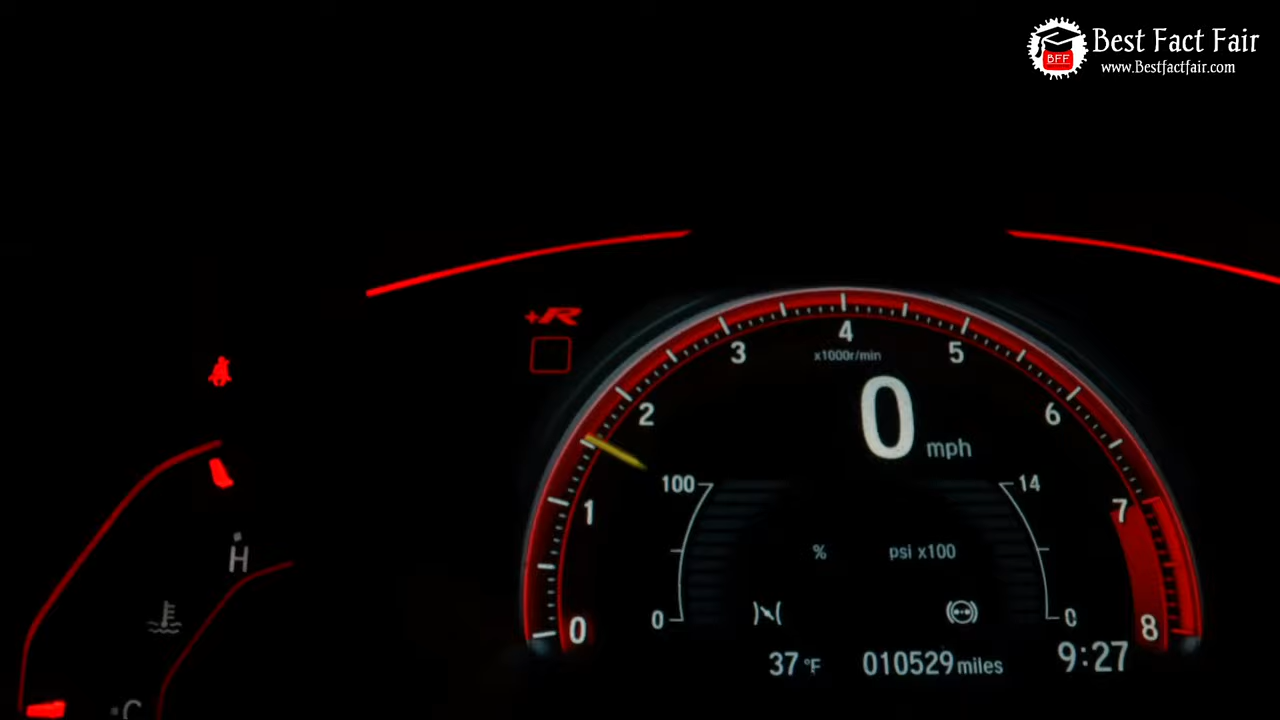 Best Fact Fair
BFF
www.Bestfactfair.com
+R
4
3
5
x1000r/min
2
6
0
mph
100
14
1
7
H
%
psi x100
0
0
0
8
37 °F
010529 miles
9:27
C